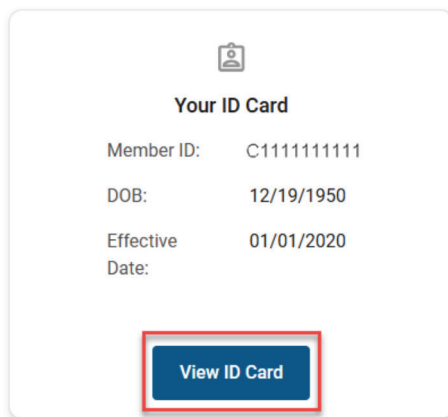 Your ID Card
Member ID: C1111111111
DOB: 12/19/1950
Effective Date: 01/01/2020
View ID Card